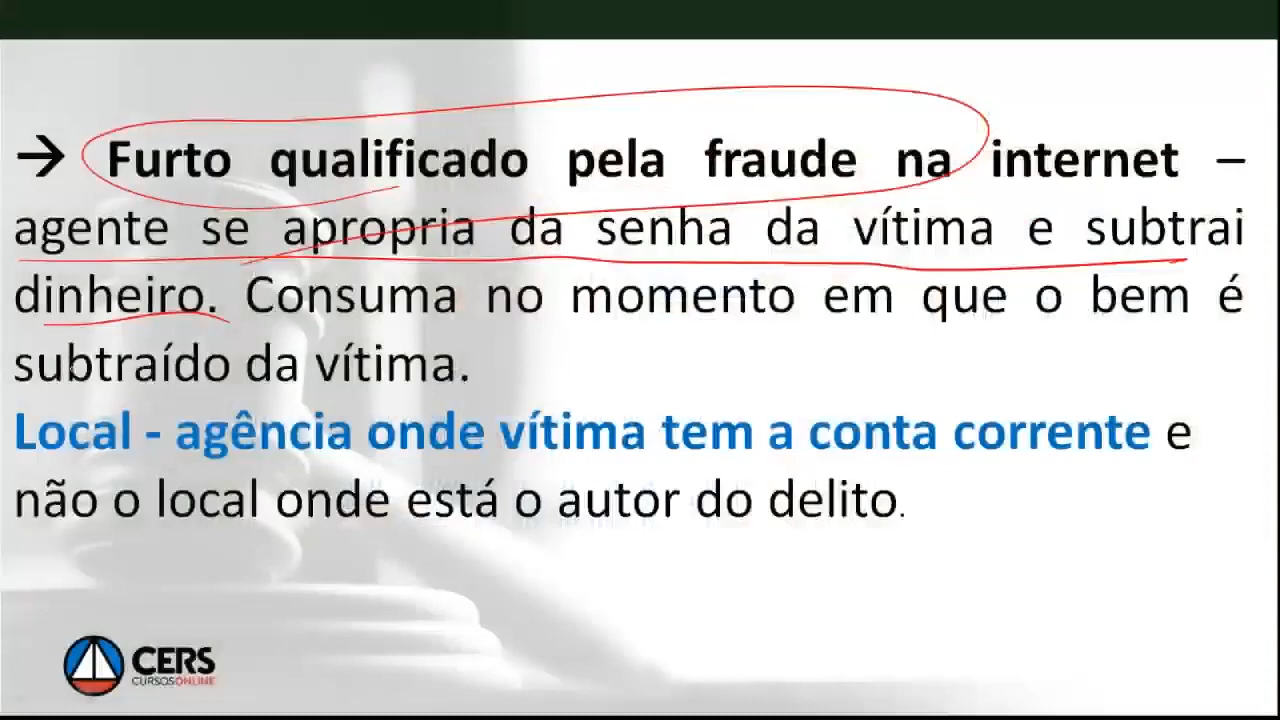 → Furto qualificado pela fraude na internet –
agente se apropria da senha da vítima e subtrai
dinheiro. Consuma no momento em que o bem é
subtraído da vítima.
Local - agência onde vítima tem a conta corrente e
não o local onde está o autor do delito.
CERS
CURSOS ONLINE